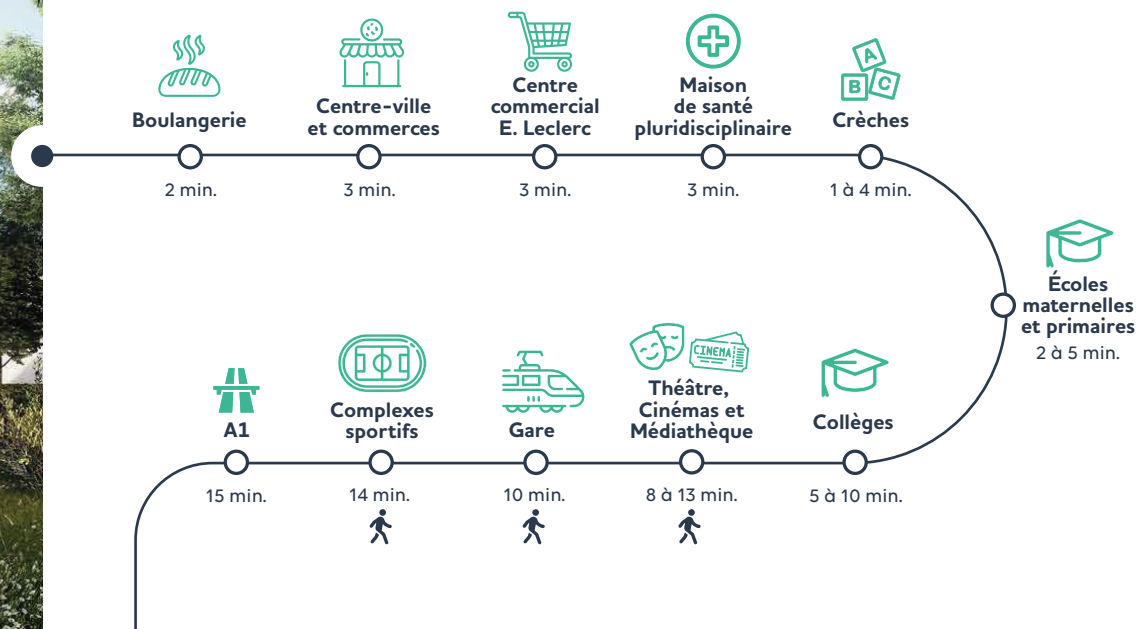 Boulangerie
2 min.
Centre-ville
et commerces
3 min.
Centre
commercial
E. Leclerc
3 min.
Maison
de santé
pluridisciplinaire
3 min.
A
B
C
Crèches
1 à 4 min.
Écoles
maternelles
et primaires
2 à 5 min.
Collèges
5 à 10 min.
CINEMA
Théâtre,
Cinémas et
Médiathèque
8 à 13 min.
Gare
10 min.
Complexes
sportifs
14 min.
A1
15 min.